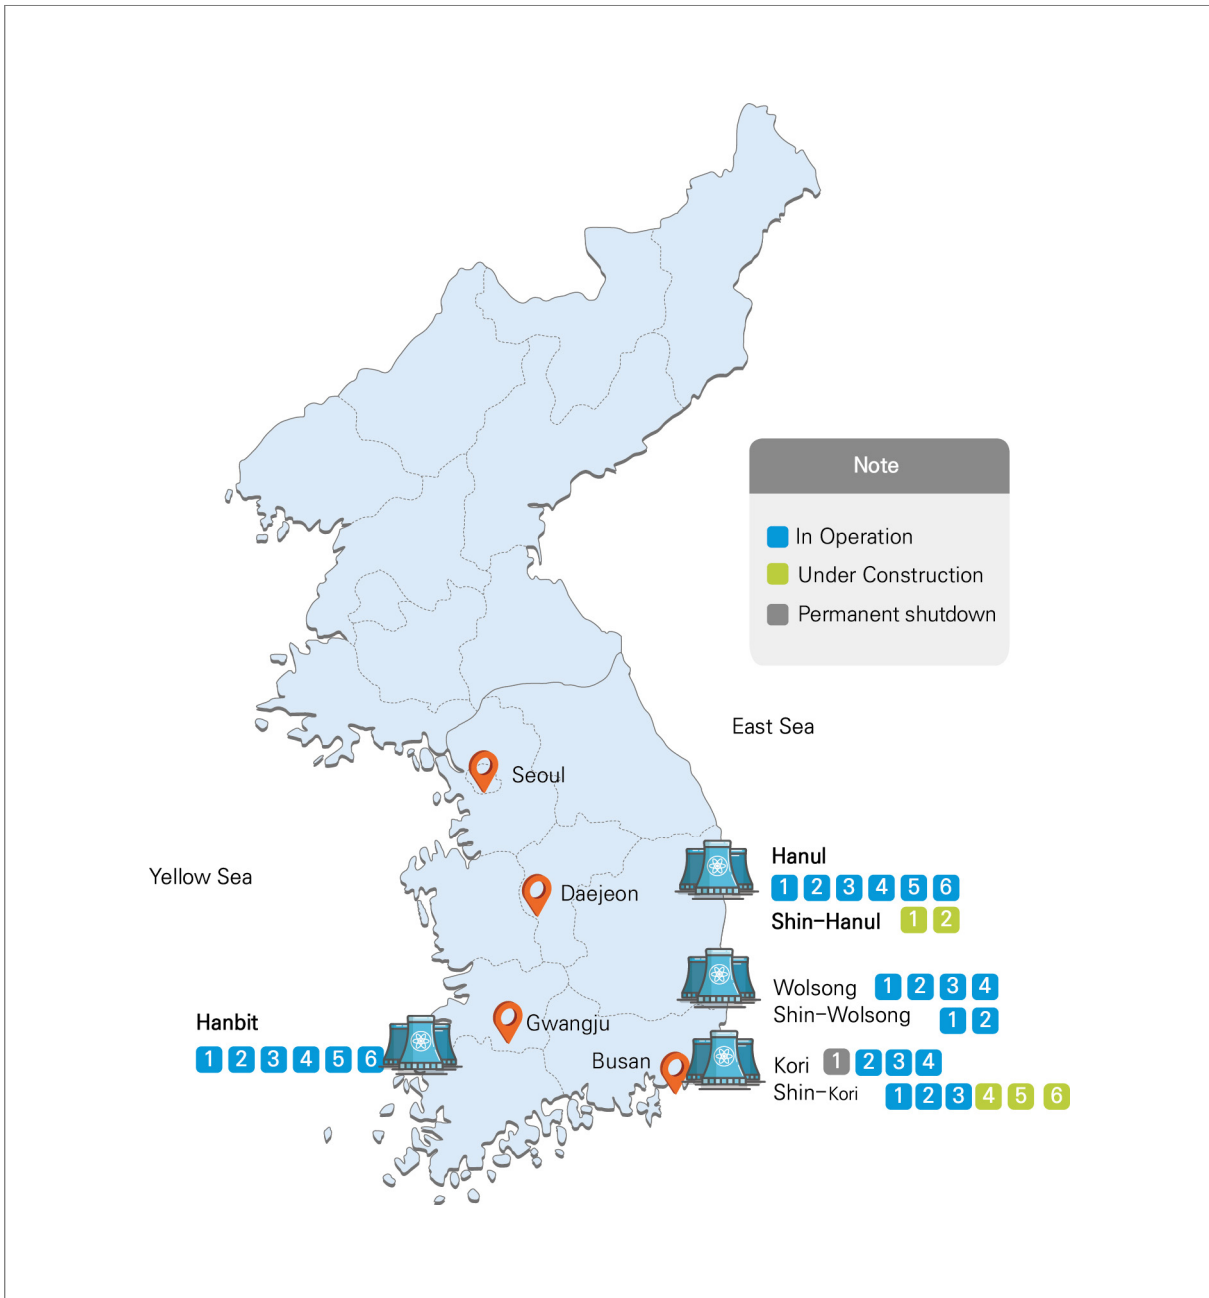 Note
In Operation
Under Construction
Permanent shutdown
East Sea
Seoul
Yellow Sea
Daejeon
Hanul
1 2 3 4 5 6
Shin-Hanul 1 2
Wolsong 1 2 3 4
Shin-Wolsong 1 2
Hanbit
1 2 3 4 5 6
Gwangju
Busan
Kori 1 2 3 4
Shin-Kori 1 2 3 4 5 6